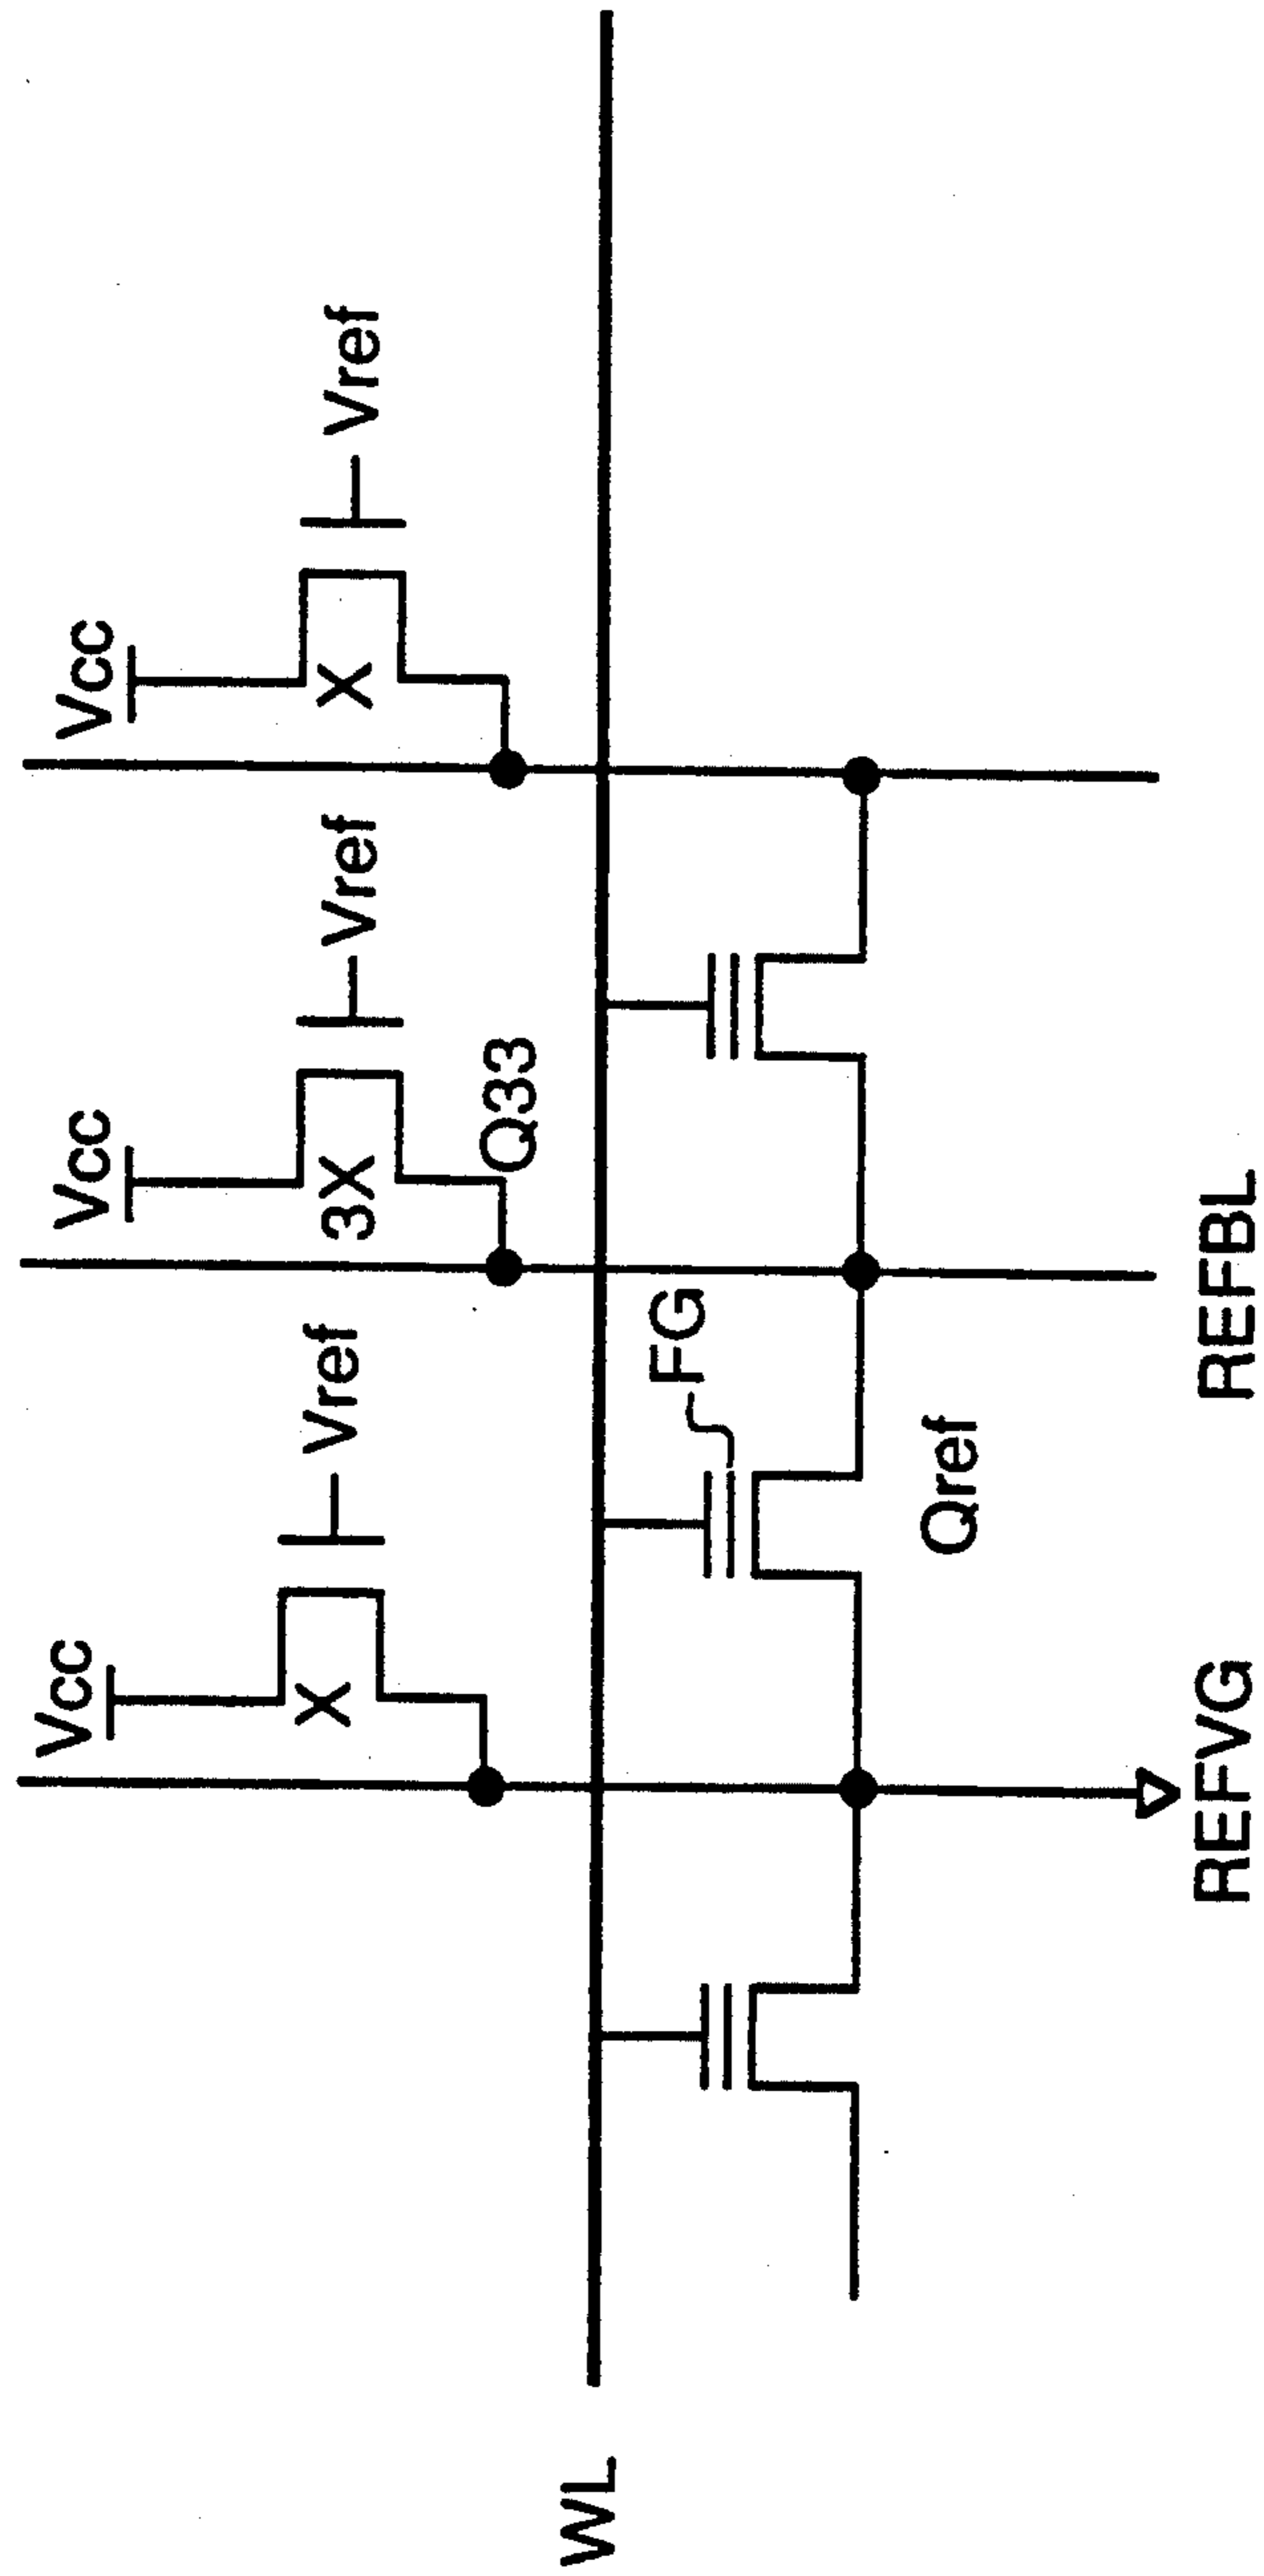 Vcc Vcc Vcc
X Vref 3X Vref X Vref
Q33
WL
FG
Qref
REFVG REFBL